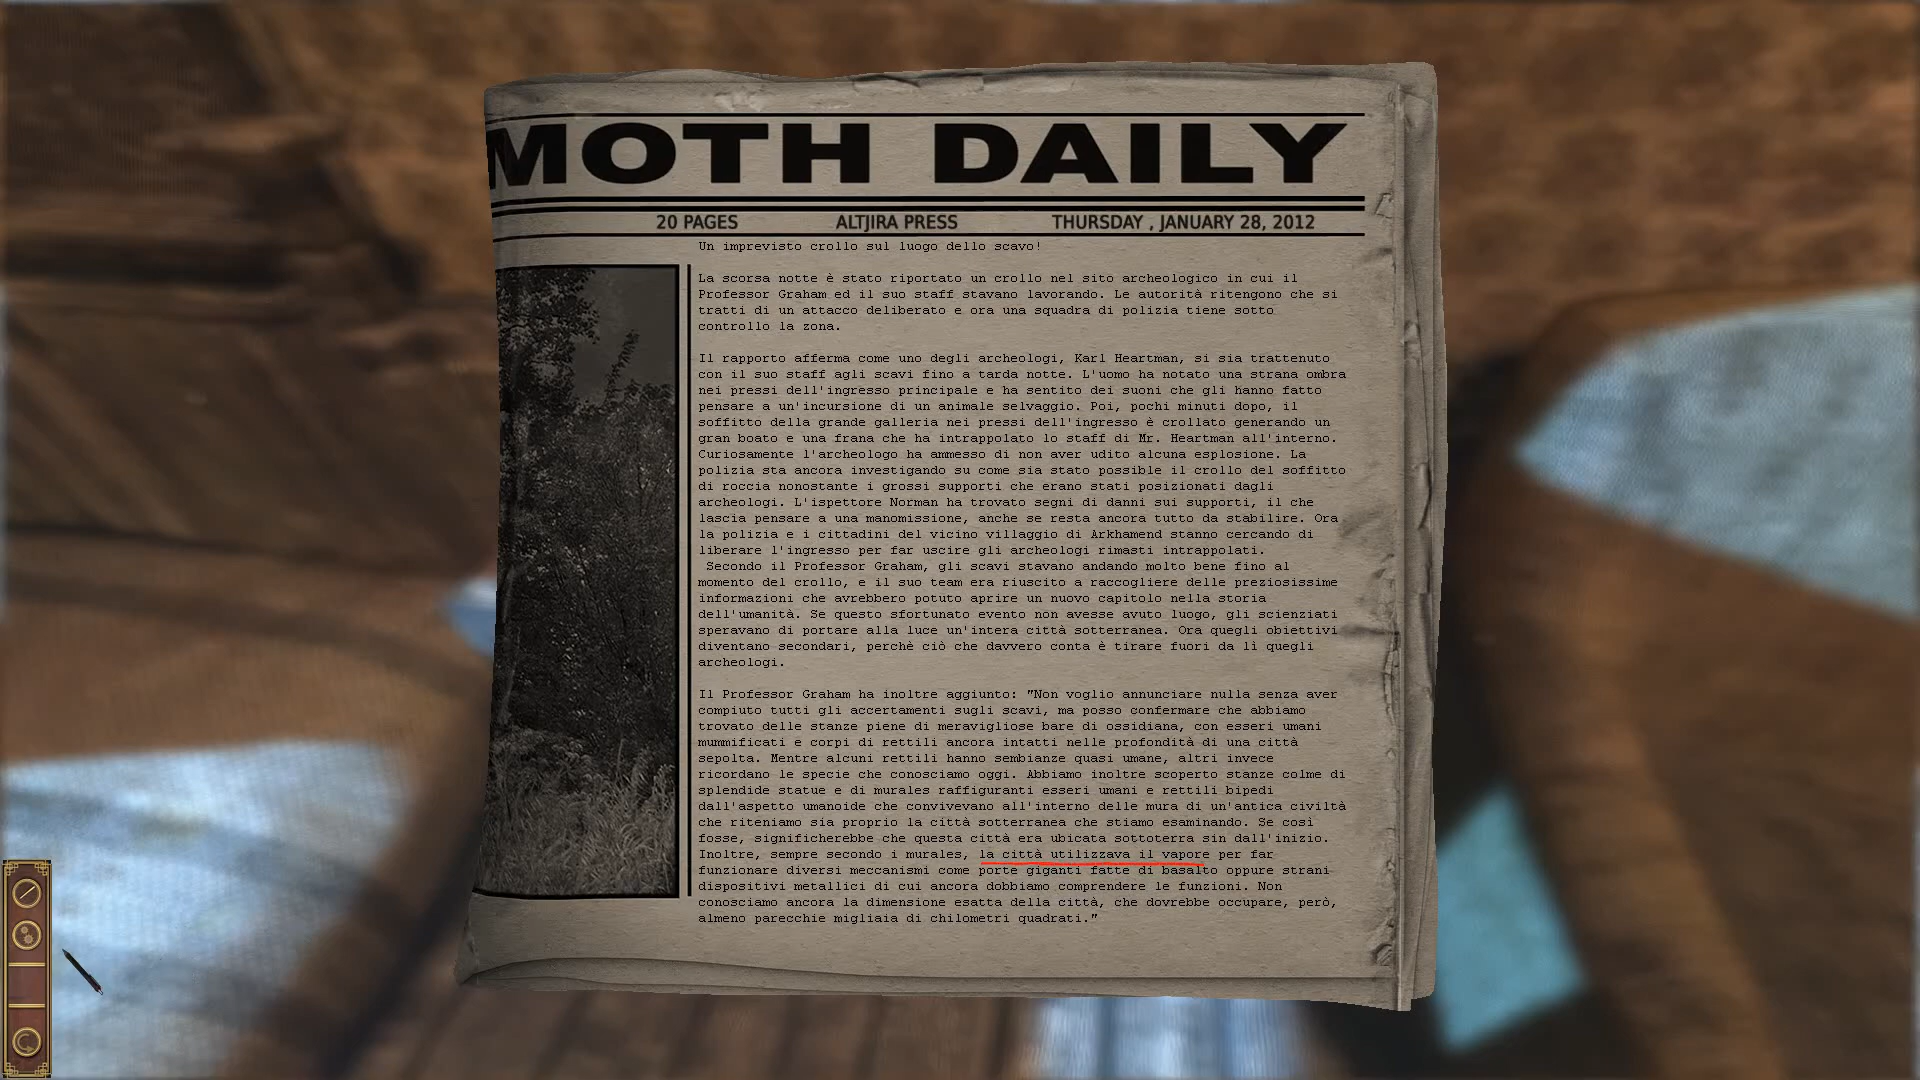 MOTH DAILY
20 PAGES ALTJIRA PRESS THURSDAY , JANUARY 28, 2012
Un imprevisto crollo sul luogo dello scavo!
La scorsa notte è stato riportato un crollo nel sito archeologico in cui il
Professor Graham ed il suo staff stavano lavorando. Le autorità ritengono che si
tratti di un attacco deliberato e ora una squadra di polizia tiene sotto
controllo la zona.
Il rapporto afferma come uno degli archeologi, Karl Heartman, si sia trattenuto
con il suo staff agli scavi fino a tarda notte. L'uomo ha notato una strana ombra
nei pressi dell'ingresso principale e ha sentito dei suoni che gli hanno fatto
pensare a un'incursione di un animale selvaggio. Poi, pochi minuti dopo, il
soffitto della grande galleria nei pressi dell'ingresso è crollato generando un
gran boato e una frana che ha intrappolato lo staff di Mr. Heartman all'interno.
Curiosamente l'archeologo ha ammesso di non aver udito alcuna esplosione. La
polizia sta ancora investigando su come sia stato possibile il crollo del soffitto
di roccia nonostante i grossi supporti che erano stati posizionati dagli
archeologi. L'ispettore Norman ha trovato segni di danni sui supporti, il che
lascia pensare a una manomissione, anche se resta ancora tutto da stabilire. Ora
la polizia e i cittadini del vicino villaggio di Arkhamend stanno cercando di
liberare l'ingresso per far uscire gli archeologi rimasti intrappolati.
Secondo il Professor Graham, gli scavi stavano andando molto bene fino al
momento del crollo, e il suo team era riuscito a raccogliere delle preziosissime
informazioni che avrebbero potuto aprire un nuovo capitolo nella storia
dell'umanità. Se questo sfortunato evento non avesse avuto luogo, gli scienziati
speravano di portare alla luce un'intera città sotterranea. Ora quegli obiettivi
diventano secondari, perchè ciò che davvero conta è tirare fuori da lì quegli
archeologi.
Il Professor Graham ha inoltre aggiunto: "Non voglio annunciare nulla senza aver
compiuto tutti gli accertamenti sugli scavi, ma posso confermare che abbiamo
trovato delle stanze piene di meravigliose bare di ossidiana, con esseri umani
mummificati e corpi di rettili ancora intatti nelle profondità di una città
sepolta. Mentre alcuni rettili hanno sembianze quasi umane, altri invece
ricordano le specie che conosciamo oggi. Abbiamo inoltre scoperto stanze colme di
splendide statue e di murales raffiguranti esseri umani e rettili bipedi
dall'aspetto umanoide che convivevano all'interno delle mura di un'antica civiltà
che riteniamo sia proprio la città sotterranea che stiamo esaminando. Se così
fosse, significherebbe che questa città era ubicata sottoterra sin dall'inizio.
Inoltre, sempre secondo i murales, la città utilizzava il vapore per far
funzionare diversi meccanismi come porte giganti fatte di basalto oppure strani
dispositivi metallici di cui ancora dobbiamo comprendere le funzioni. Non
conosciamo ancora la dimensione esatta della città, che dovrebbe occupare, però,
almeno parecchie migliaia di chilometri quadrati."